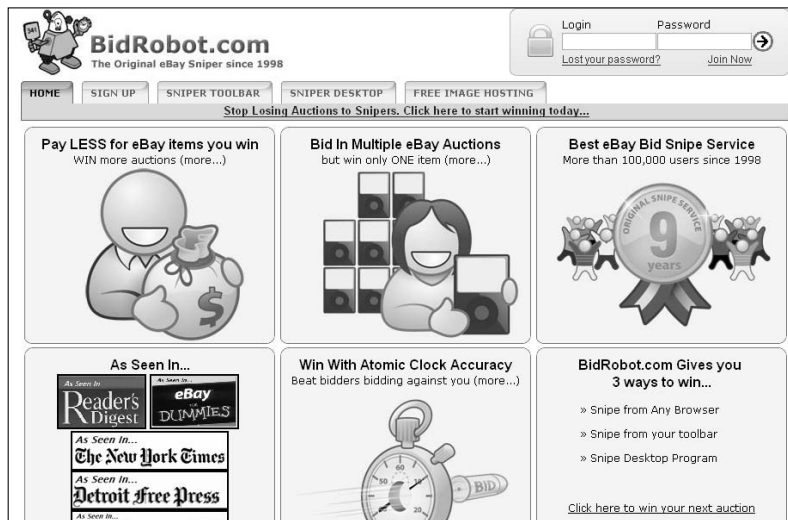 341
BidRobot.com
The Original eBay Sniper since 1998
Login Password
Lost your password? Join Now
HOME SIGN UP SNIPER TOOLBAR SNIPER DESKTOP FREE IMAGE HOSTING
Stop Losing Auctions to Snipers. Click here to start winning today...
Pay LESS for eBay items you win
WIN more auctions (more...)
$
Bid In Multiple eBay Auctions
but win only ONE item (more...)
Best eBay Bid Snipe Service
More than 100,000 users since 1998
ORIGINAL SNIPE SERVICE
9
years
As Seen In...
As Seen In
Reader's
Digest
As Seen In...
eBay
FOR
DUMMIES
As Seen In...
The New York Times
As Seen In...
Detroit Free Press
As Seen In...
Win With Atomic Clock Accuracy
Beat bidders bidding against you (more...)
60
50
10
20
BID
BidRobot.com Gives you
3 ways to win...
» Snipe from Any Browser
» Snipe from your toolbar
» Snipe Desktop Program
Click here to win your next auction